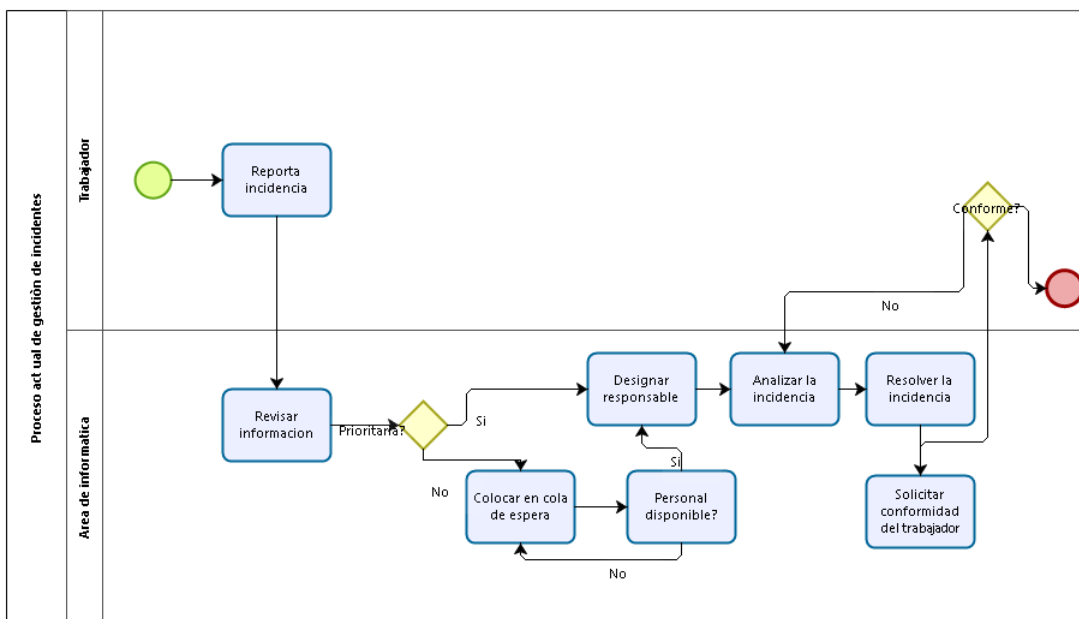 Proceso act ual de gestiòn de incidentes
Trabajador
Reporta
incidencia
Conforme?
No
Area de informatica
Revisar
informacion
Prioritaria?
Si
No
Designar
responsable
Analizar la
incidencia
Resolver la
incidencia
Si
Colocar en cola
de espera
Personal
disponible?
No
Solicitar
conformidad
del trabajador